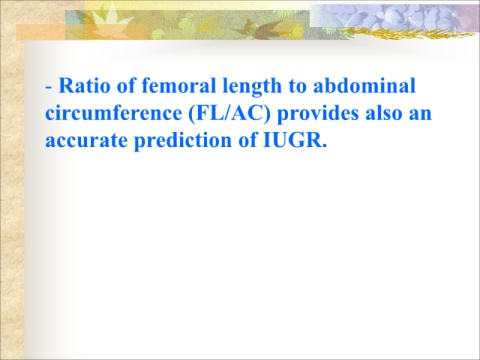 - Ratio of femoral length to abdominal
circumference (FL/AC) provides also an
accurate prediction of IUGR.